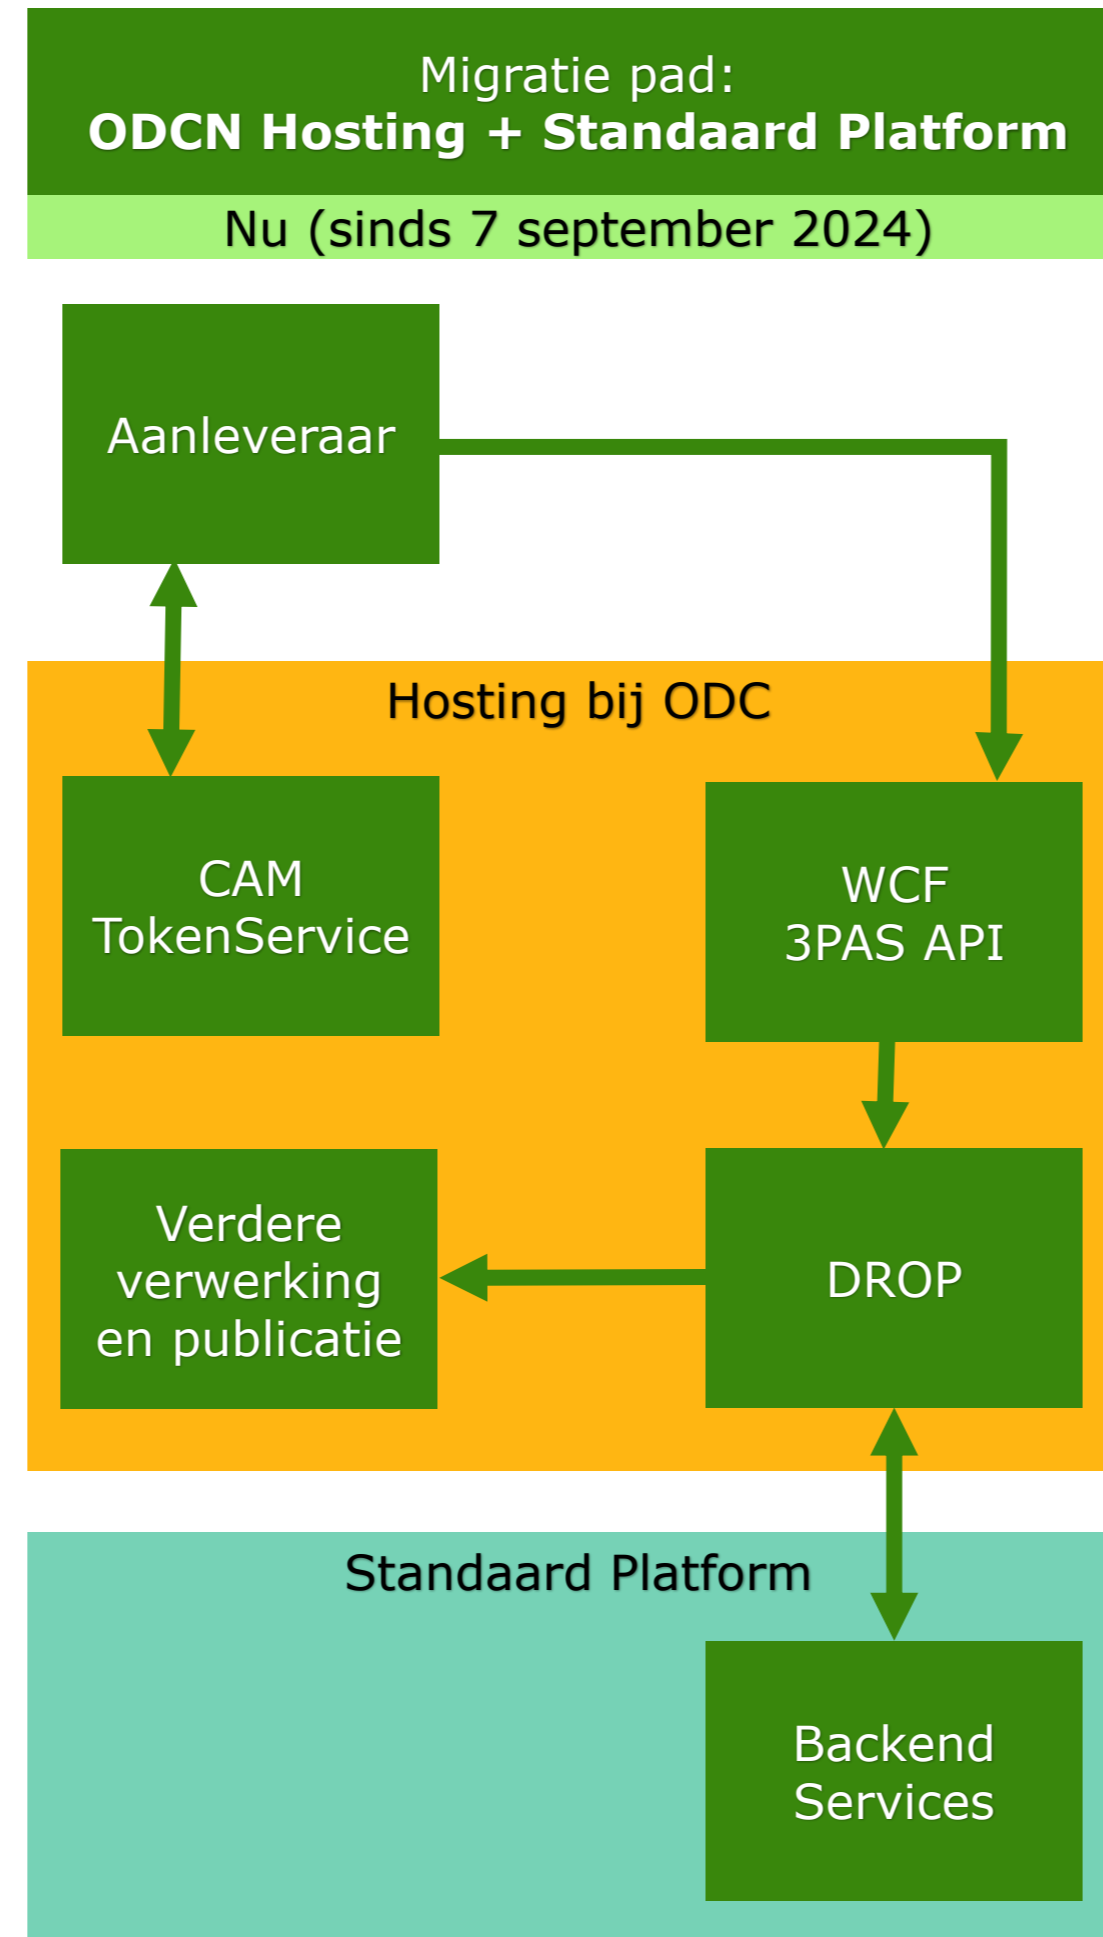 Migratie pad:
ODCN Hosting + Standaard Platform
Nu (sinds 7 september 2024)
Aanleveraar
Hosting bij ODC
CAM
TokenService
WCF
3PAS API
Verdere
verwerking
en publicatie
DROP
Standaard Platform
Backend
Services